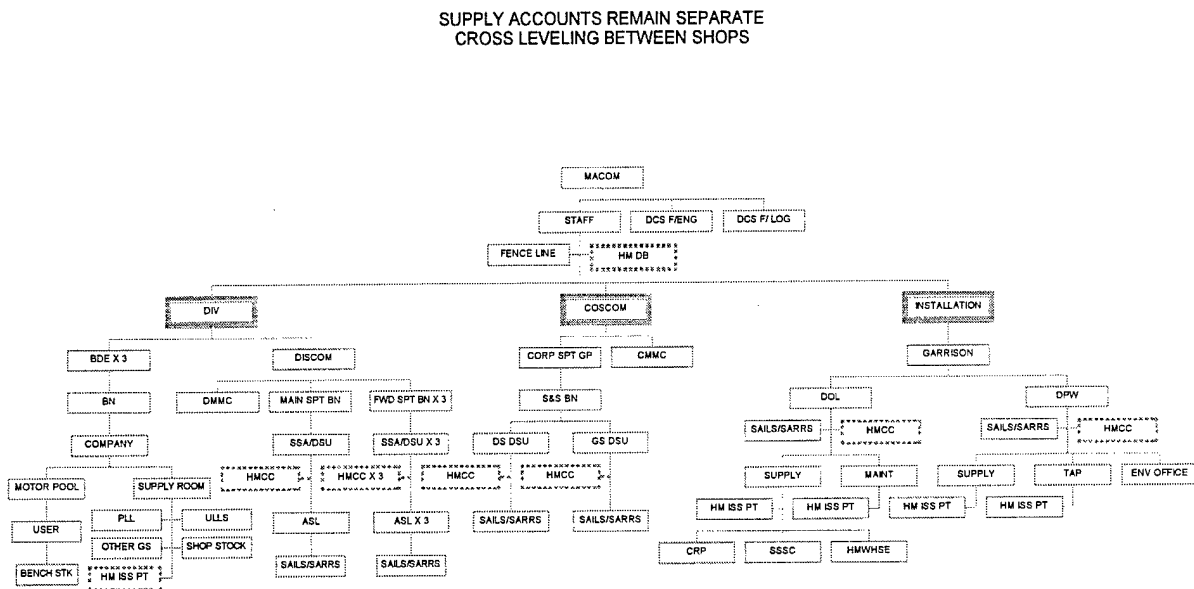 SUPPLY ACCOUNTS REMAIN SEPARATE
CROSS LEVELING BETWEEN SHOPS
MACOM
STAFF
DCS F/ENG
DCS F/ LOG
FENCE LINE
HM DB
DIV
COSCOM
INSTALLATION
BDE X 3
DISCOM
CORP SPT GP
CMMC
GARRISON
BN
DMMC
MAIN SPT BN
FWD SPT BN X 3
S&S BN
DOL
DPW
COMPANY
SSA/DSU
SSA/DSU X 3
DS DSU
GS DSU
SAILS/SARRS
HMCC
SAILS/SARRS
HMCC
MOTOR POOL
SUPPLY ROOM
HMCC
HMCC X 3
HMCC
HMCC
SUPPLY
MAINT
SUPPLY
TAP
ENV OFFICE
PLL
ULLS
ASL
ASL X 3
SAILS/SARRS
SAILS/SARRS
HM ISS PT
HM ISS PT
HM ISS PT
HM ISS PT
USER
OTHER GS
SHOP STOCK
CRP
SSSC
HMWHSE
BENCH STK
HM ISS PT
SAILS/SARRS
SAILS/SARRS